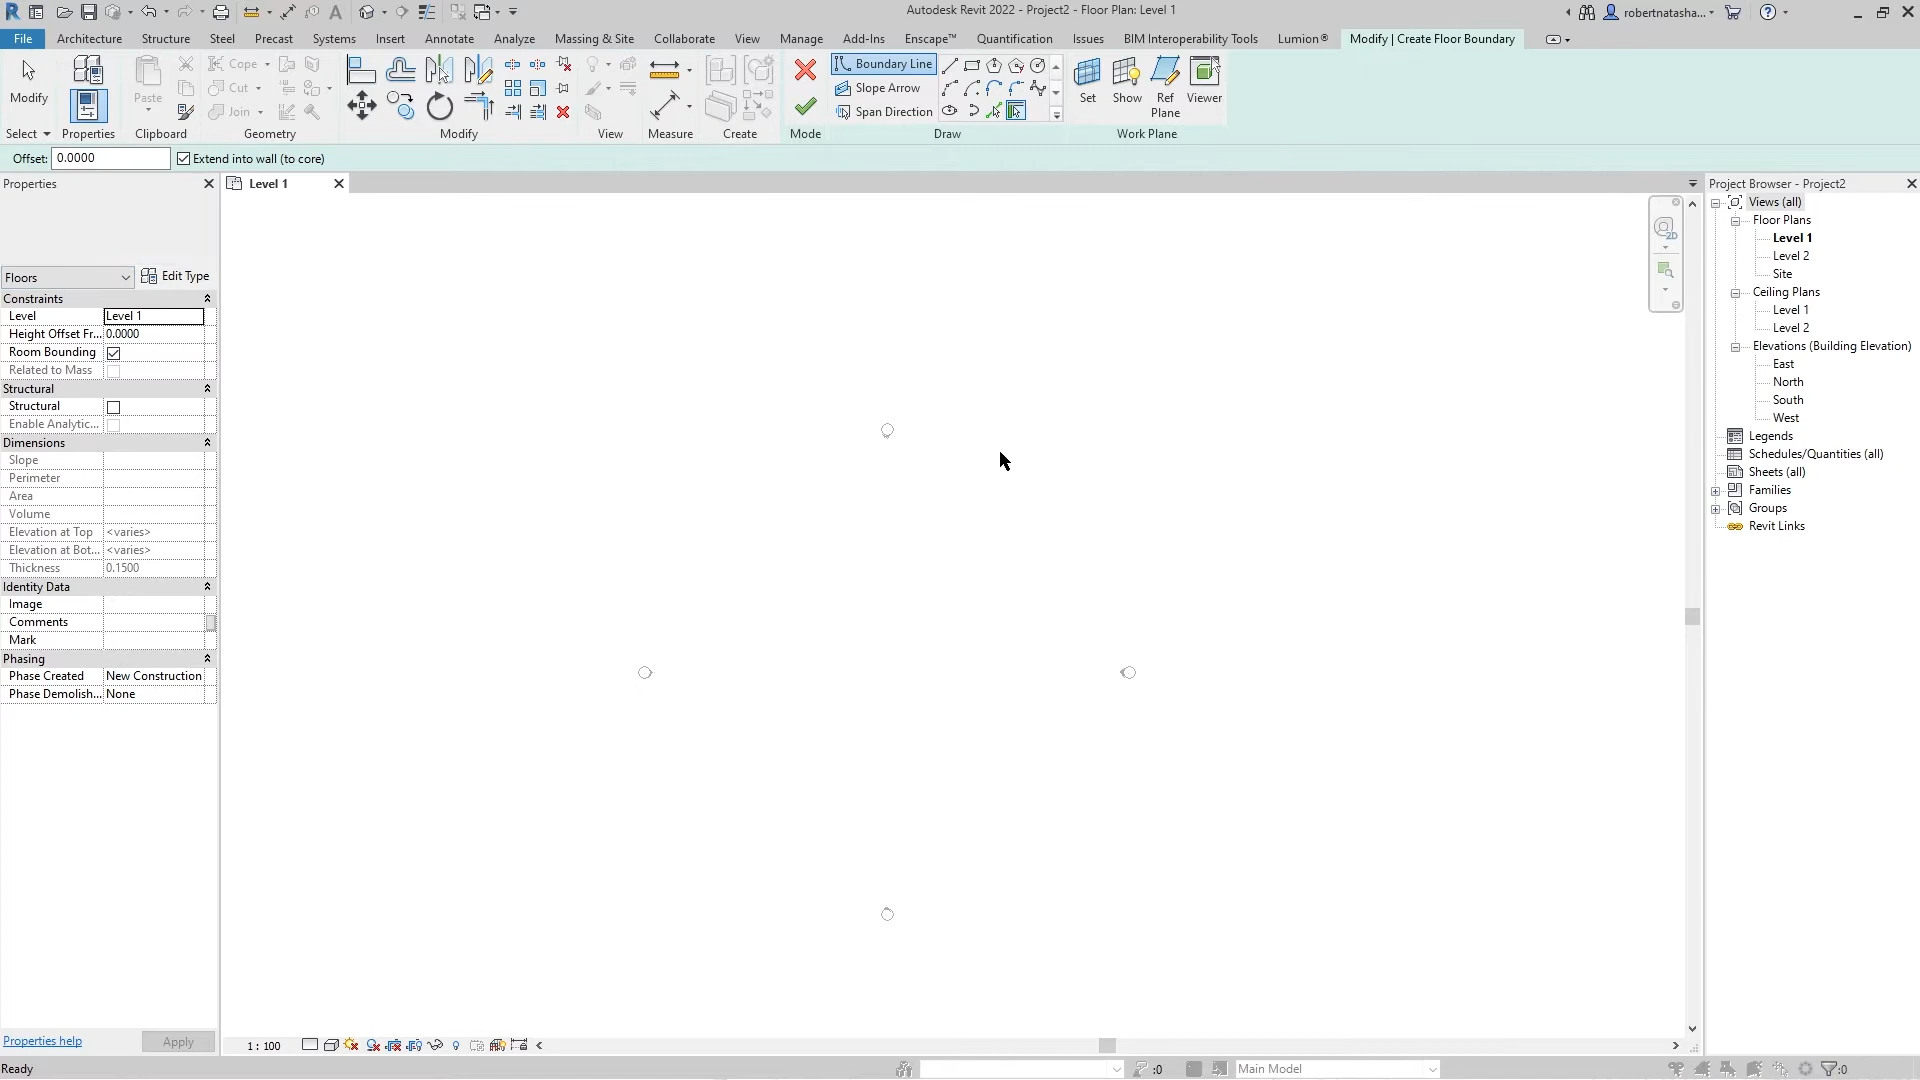 Autodesk Revit 2022 - Project2 - Floor Plan: Level 1
robertnatasha...
File Architecture Structure Steel Precast Systems Insert Annotate Analyze Massing & Site Collaborate View Manage Add-Ins Enscape™ Quantification Issues BIM Interoperability Tools Lumion® Modify | Create Floor Boundary
Cope
Cut
Join
Modify
Paste
Boundary Line
Slope Arrow
Span Direction
Set Show Ref Plane Viewer
Select Properties Clipboard Geometry Modify View Measure Create Mode Draw Work Plane
Offset: 0.0000 Extend into wall (to core)
Properties
Level 1
Floors Edit Type
Constraints
Level Level 1
Height Offset Fr... 0.0000
Room Bounding
Related to Mass
Structural
Structural
Enable Analytic...
Dimensions
Slope
Perimeter
Area
Volume
Elevation at Top <varies>
Elevation at Bot... <varies>
Thickness 0.1500
Identity Data
Image
Comments
Mark
Phasing
Phase Created New Construction
Phase Demolish... None
Properties help Apply
2D
Project Browser - Project2
Views (all)
Floor Plans
Level 1
Level 2
Site
Ceiling Plans
Level 1
Level 2
Elevations (Building Elevation)
East
North
South
West
Legends
Schedules/Quantities (all)
Sheets (all)
Families
Groups
Revit Links
1 : 100
Ready
:0
Main Model
:0